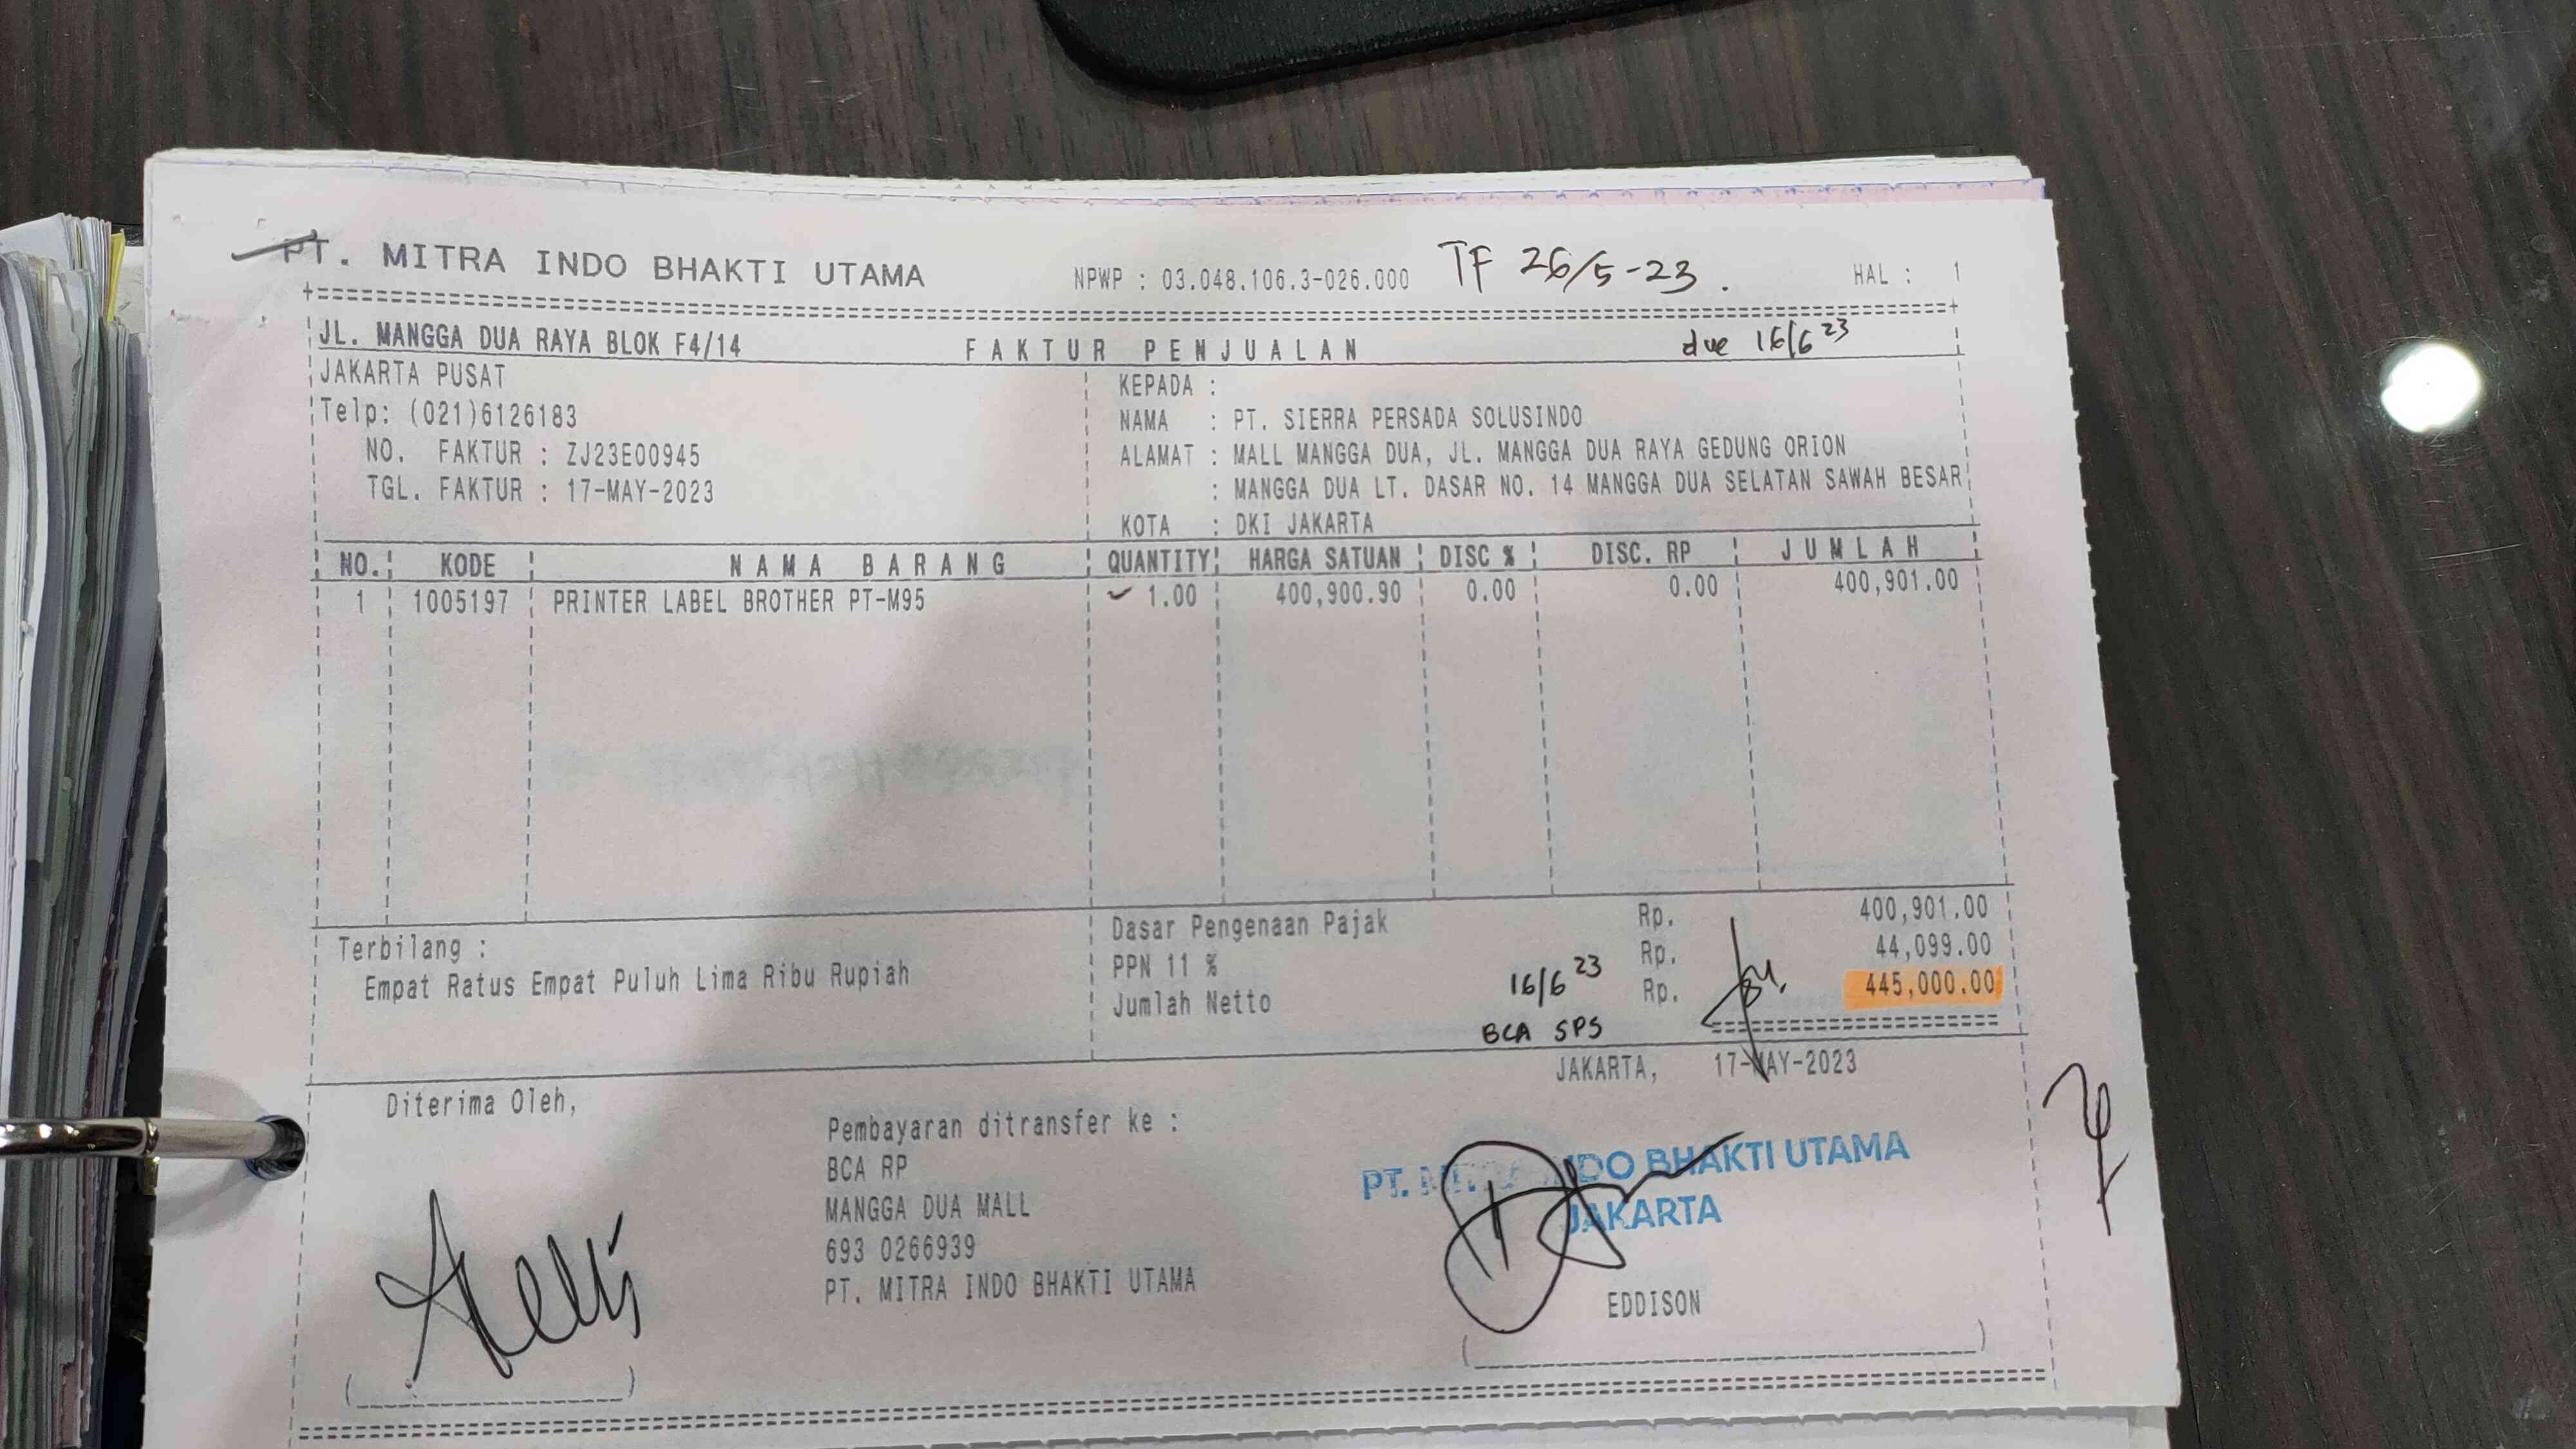 PT. MITRA INDO BHAKTI UTAMA NPWP : 03.048.106.3-026.000 TF 26/5-23. HAL : 1
JL. MANGGA DUA RAYA BLOK F4/14 FAKTUR PENJUALAN due 16/6 23
JAKARTA PUSAT
Telp: (021)6126183
NO. FAKTUR : ZJ23E00945
TGL. FAKTUR : 17-MAY-2023
KEPADA :
NAMA : PT. SIERRA PERSADA SOLUSINDO
ALAMAT : MALL MANGGA DUA, JL. MANGGA DUA RAYA GEDUNG ORION
: MANGGA DUA LT. DASAR NO. 14 MANGGA DUA SELATAN SAWAH BESAR
KOTA : DKI JAKARTA
NO. KODE NAMA BARANG QUANTITY HARGA SATUAN DISC % DISC. RP JUMLAH
1 1005197 PRINTER LABEL BROTHER PT-M95 1.00 400,900.90 0.00 0.00 400,901.00
Terbilang :
Empat Ratus Empat Puluh Lima Ribu Rupiah
Dasar Pengenaan Pajak Rp. 400,901.00
PPN 11 % Rp. 44,099.00
Jumlah Netto 16/6 23 Rp. 445,000.00
BCA SPS
JAKARTA, 17-MAY-2023
Diterima Oleh,
Pembayaran ditransfer ke :
BCA RP
MANGGA DUA MALL
693 0266939
PT. MITRA INDO BHAKTI UTAMA
PT. MITRA INDO BHAKTI UTAMA
JAKARTA
EDDISON